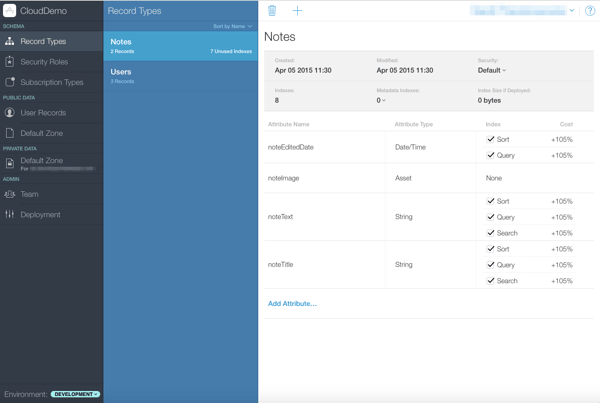 CloudDemo
SCHEMA
Record Types
Security Roles
Subscription Types
PUBLIC DATA
User Records
Default Zone
PRIVATE DATA
Default Zone
For
ADMIN
Team
Deployment
Environment: DEVELOPMENT
Record Types
Sort by Name
Notes
2 Records 7 Unused Indexes
Users
Records
Notes
Created: Modified: Security:
Apr 05 2015 11:30 Apr 05 2015 11:30 Default
Indexes: Metadata Indexes: Index Size if Deployed:
8 0 0 bytes
Attribute Name Attribute Type Index Cost
noteEditedDate Date/Time Sort +105%
Query +105%
noteImage Asset None
noteText String Sort +105%
Query +105%
Search +105%
noteTitle String Sort +105%
Query +105%
Search +105%
Add Attribute...